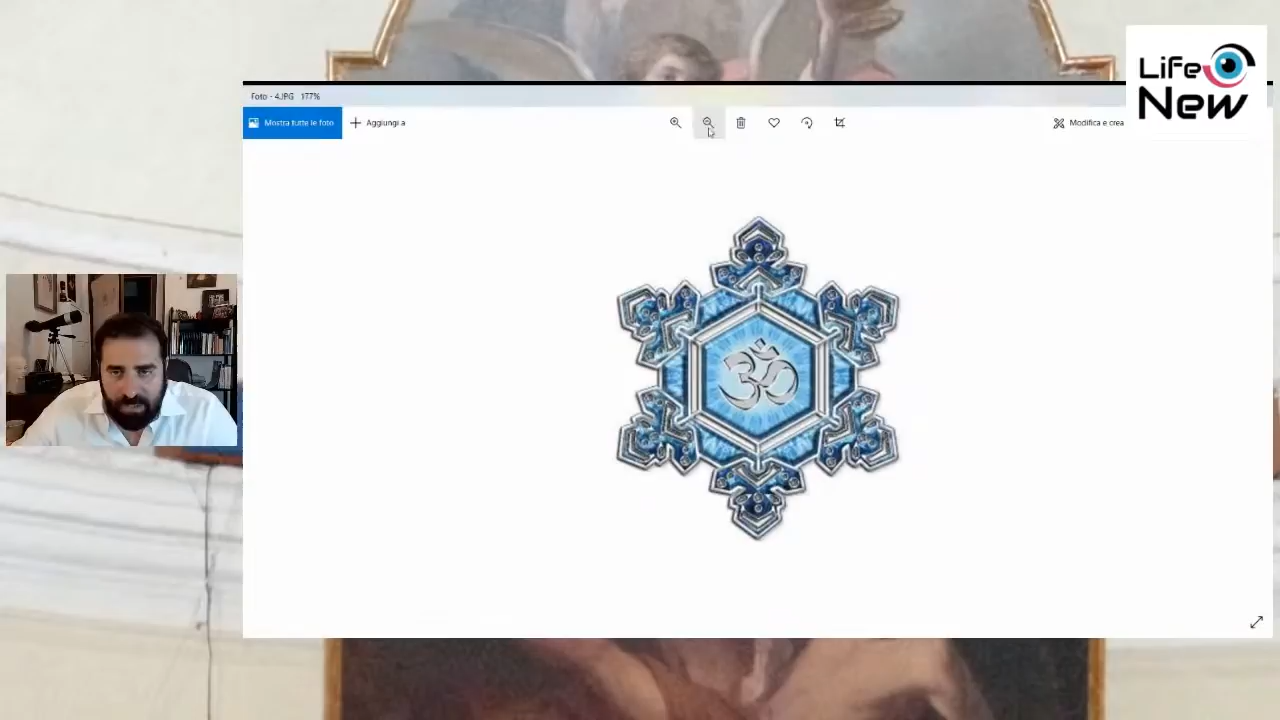 LiFe
New
Foto - 4.JPG 177%
Mostra tutte le foto
Aggiungi a
Modifica e crea
ॐ